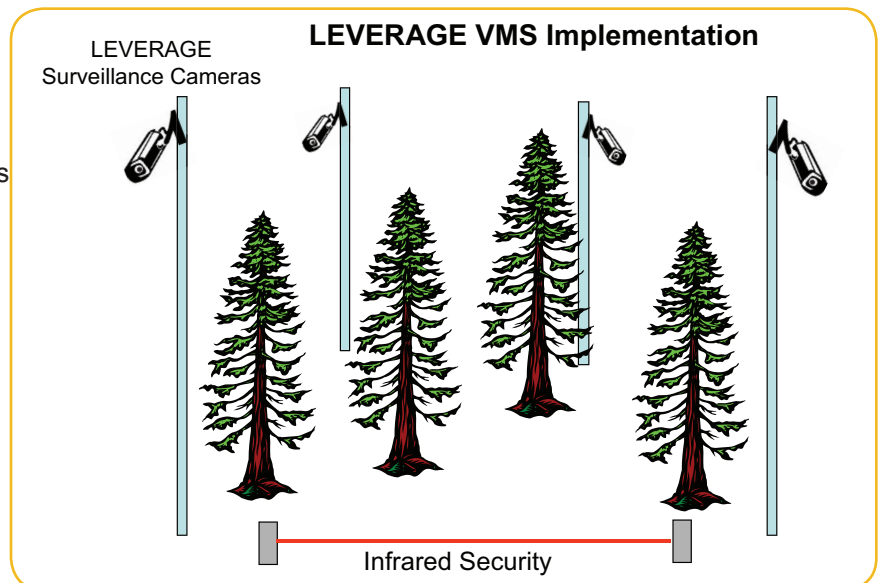 LEVERAGE VMS Implementation
LEVERAGE
Surveillance Cameras
s
Infrared Security